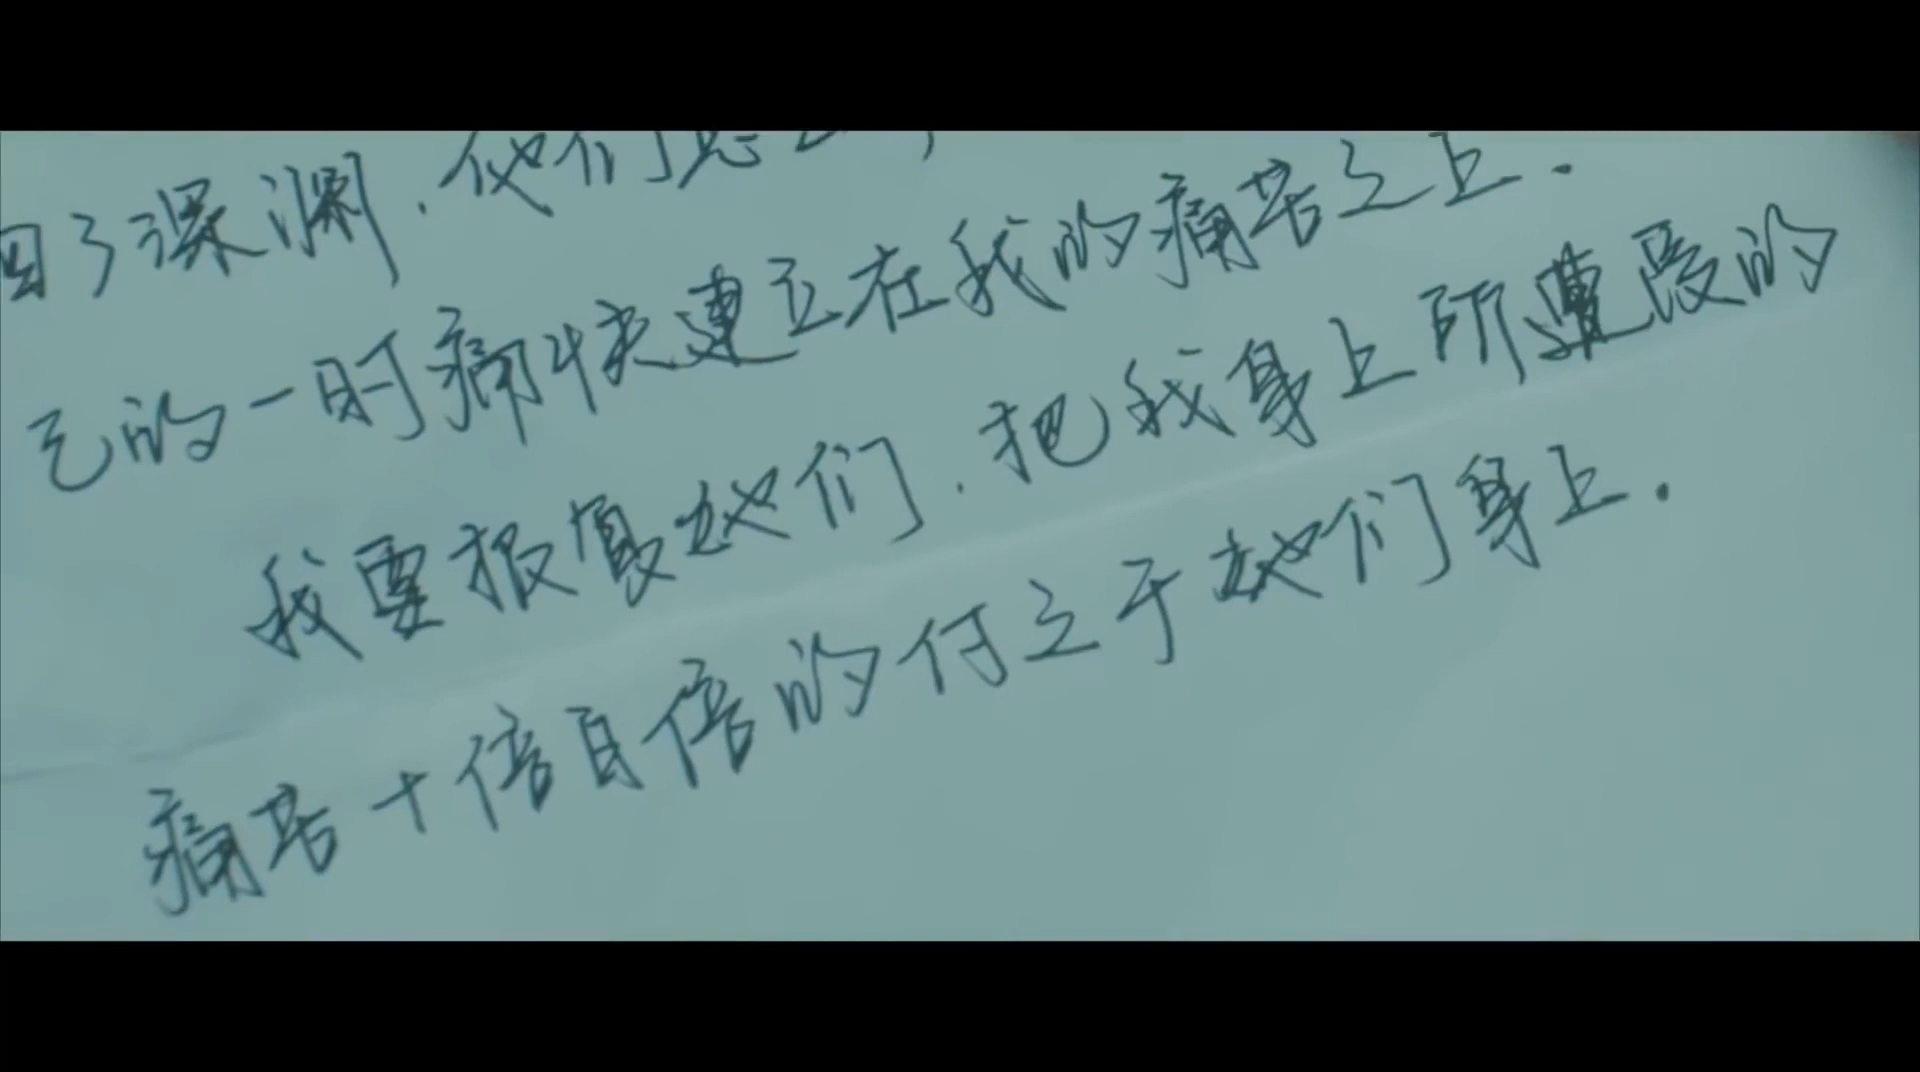 回了深渊.他们总
己的一时痛快建立在我的痛苦之上.
我要报复她们.把我身上所遭受的
痛苦十倍百倍的付之于她们身上.